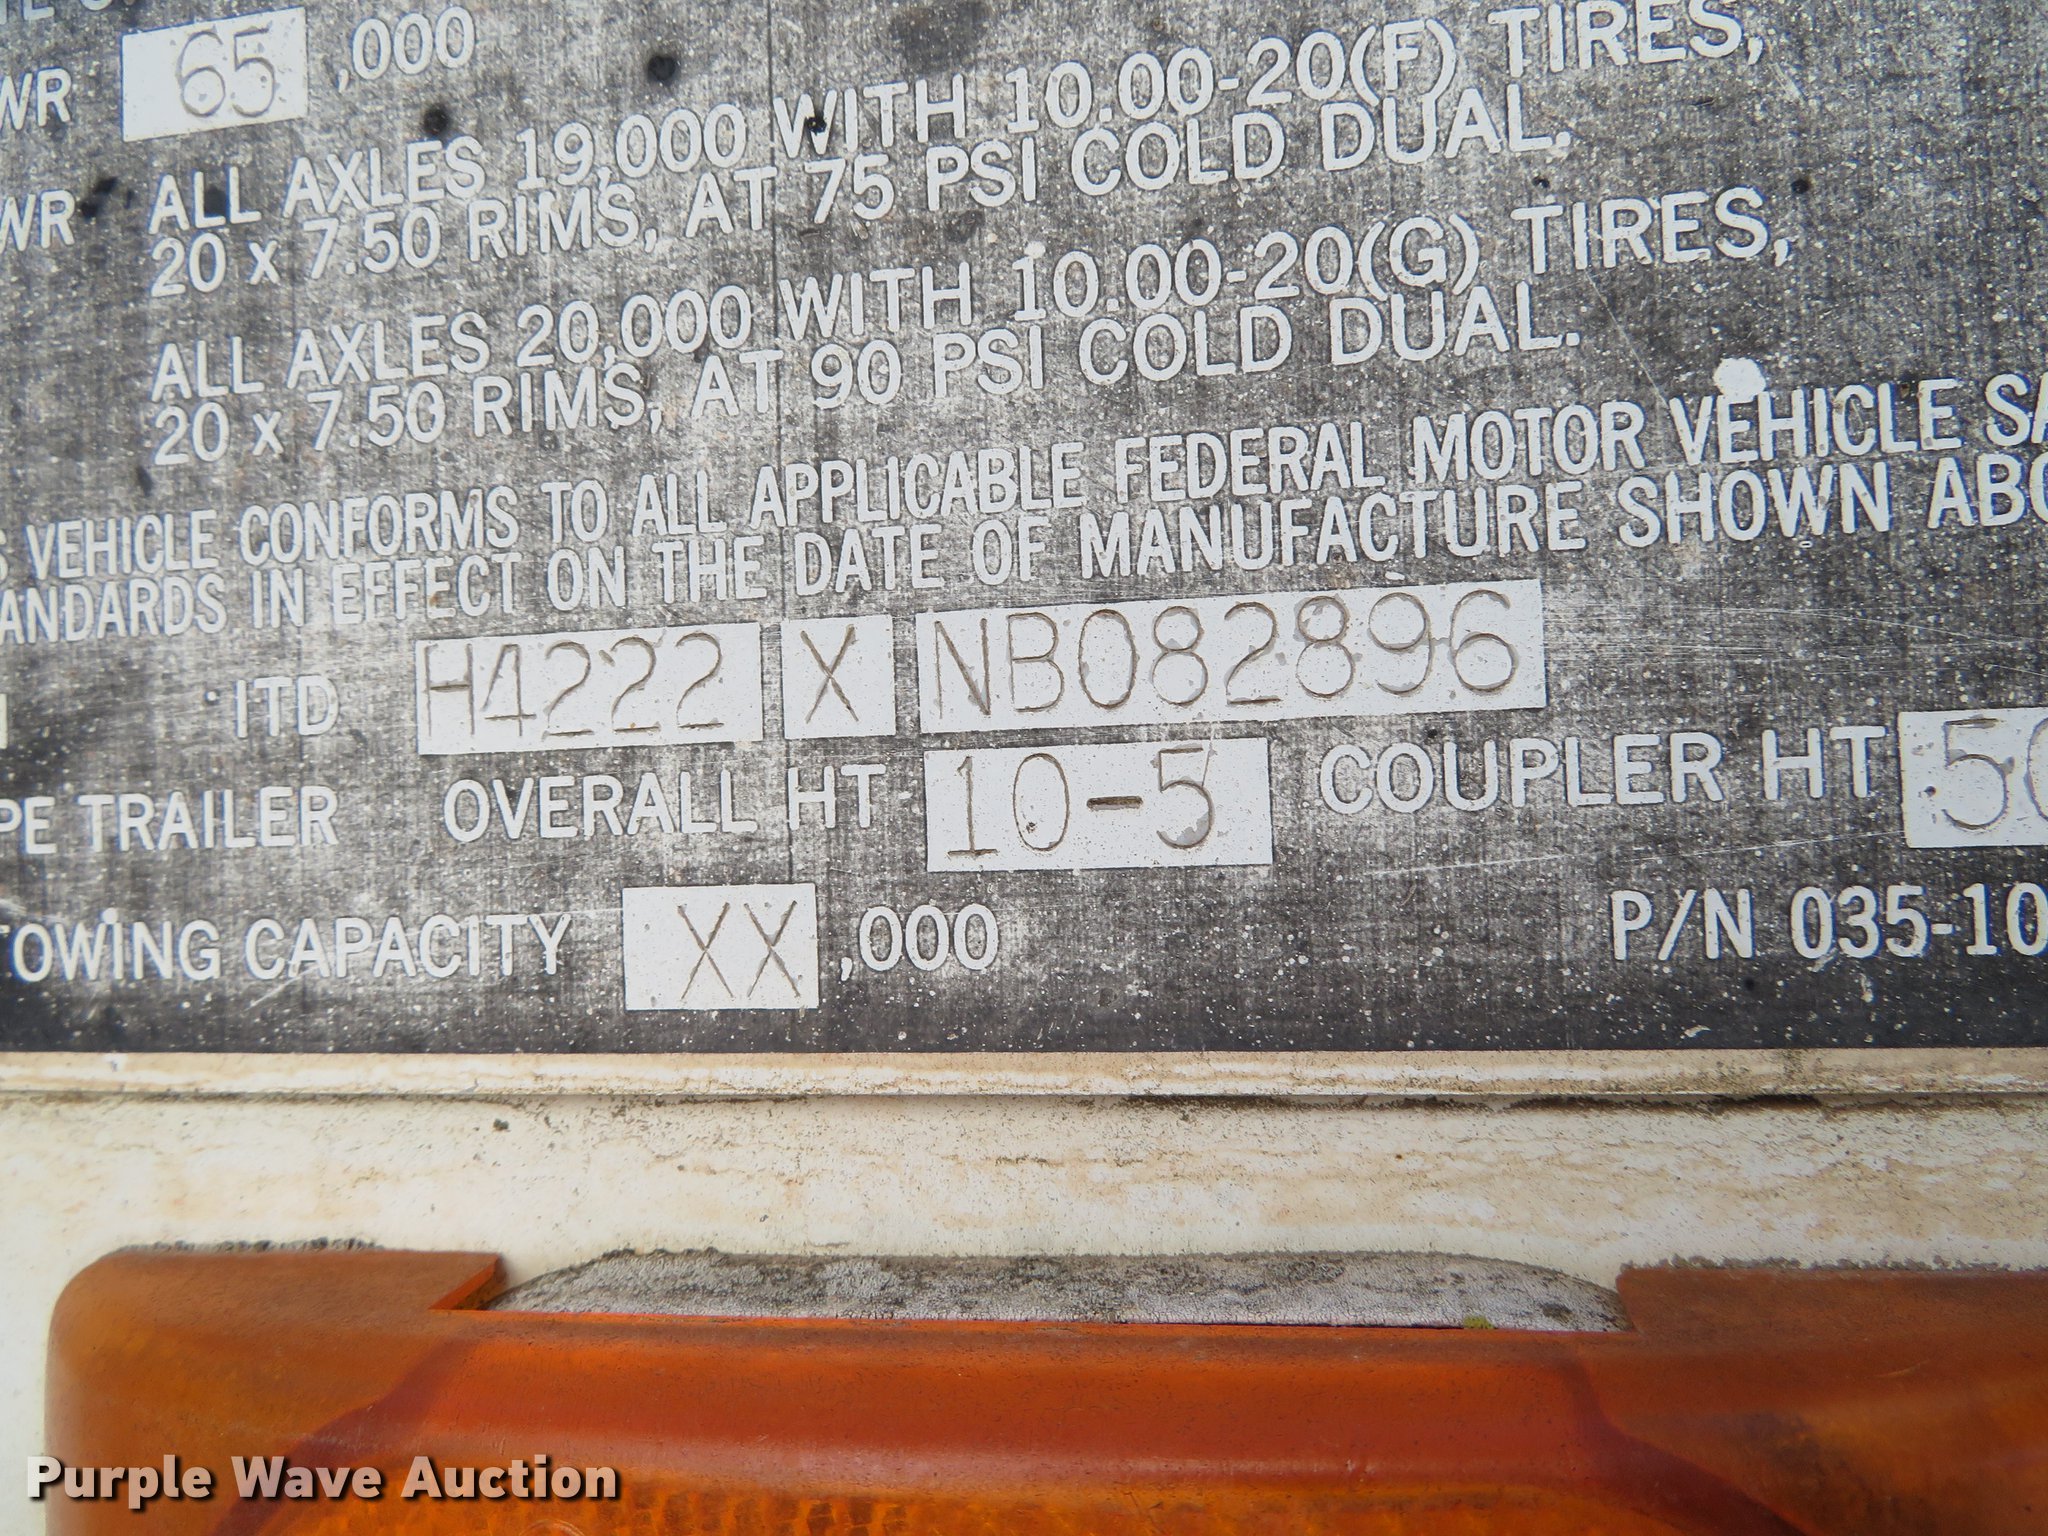 WR 65 ,000
WR ALL AXLES 19,000 WITH 10.00-20(F) TIRES,
20 x 7.50 RIMS, AT 75 PSI COLD DUAL.
ALL AXLES 20,000 WITH 10.00-20(G) TIRES,
20 x 7.50 RIMS, AT 90 PSI COLD DUAL.
S VEHICLE CONFORMS TO ALL APPLICABLE FEDERAL MOTOR VEHICLE SA
ANDARDS IN EFFECT ON THE DATE OF MANUFACTURE SHOWN ABO
ITD H4222 X NB082896
PE TRAILER OVERALL HT 10-5 COUPLER HT 50
TOWING CAPACITY XX ,000 P/N 035-10
Purple Wave Auction